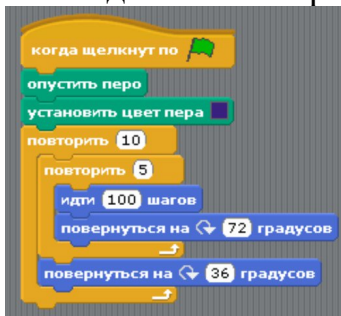 когда щелкнут по
опустить перо
установить цвет пера
повторить 10
повторить 5
идти 100 шагов
повернуться на 72 градусов
повернуться на 36 градусов